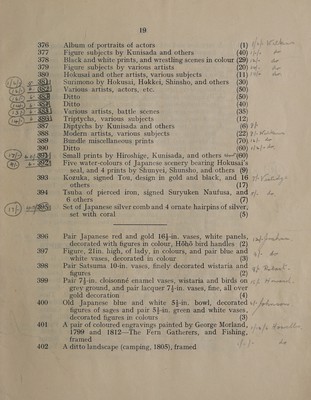 19
376 Album of portraits of actors (1)
377 Figure subjects by Kunisada and others (40)
378 Black and white prints, and wrestling scenes in colour (29)
379 Figure subjects by various artists (20)
380 Hokusai and other artists, various subjects (11)
381 Surimono by Hokusai, Hokkei, Shinsho, and others (30)
382 Various artists, actors, etc. (50)
383 Ditto (50)
384 Ditto (40)
385 Various artists, battle scenes (35)
386 Triptychs, various subjects (12)
387 Diptychs by Kunisada and others (6)
388 Modern artists, various subjects (22)
389 Bundle miscellaneous prints (70)
390 Ditto (60)
391 Small prints by Hiroshige, Kunisada, and others (60)
392 Five water-colours of Japanese scenery bearing Hokusai's
seal, and 4 prints by Shunyei, Shunsho, and others (9)
393 Kozuka, signed Tou, design in gold and black, and 16
others (17)
394 Tsuba of pierced iron, signed Suryuken Naufusa, and
6 others (7)
395 Set of Japanese silver comb and 4 ornate hairpins of silver,
set with coral (5)
396 Pair Japanese red and gold 16½-in. vases, white panels,
decorated with figures in colour, Hôhô bird handles (2)
397 Figure, 21in. high, of lady, in colours, and pair blue and
white vases, decorated in colour (3)
398 Pair Satsuma 10-in. vases, finely decorated wistaria and
figures (2)
399 Pair 7½-in. cloisonné enamel vases, wistaria and birds on
grey ground, and pair lacquer 7½-in. vases, fine, all over
gold decoration (4)
400 Old Japanese blue and white 5½-in. bowl, decorated
figures of sages and pair 5½-in. green and white vases,
decorated figures in colours (3)
401 A pair of coloured engravings painted by George Morland,
1799 and 1812—The Fern Gatherers, and Fishing,
framed
402 A ditto landscape (camping, 1805), framed